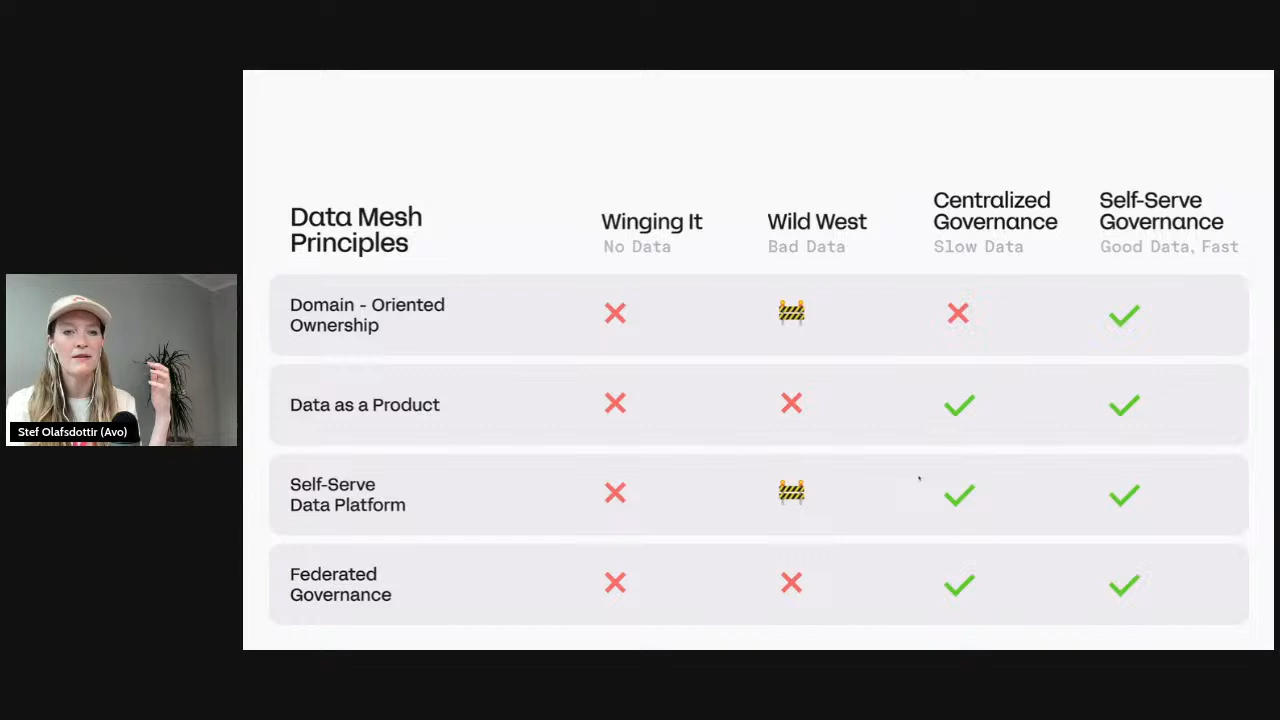 Data Mesh
Principles
Winging It
No Data
Wild West
Bad Data
Centralized
Governance
Slow Data
Self-Serve
Governance
Good Data, Fast
Domain - Oriented
Ownership
Data as a Product
Self-Serve
Data Platform
Federated
Governance
Stef Olafsdottir (Avo)